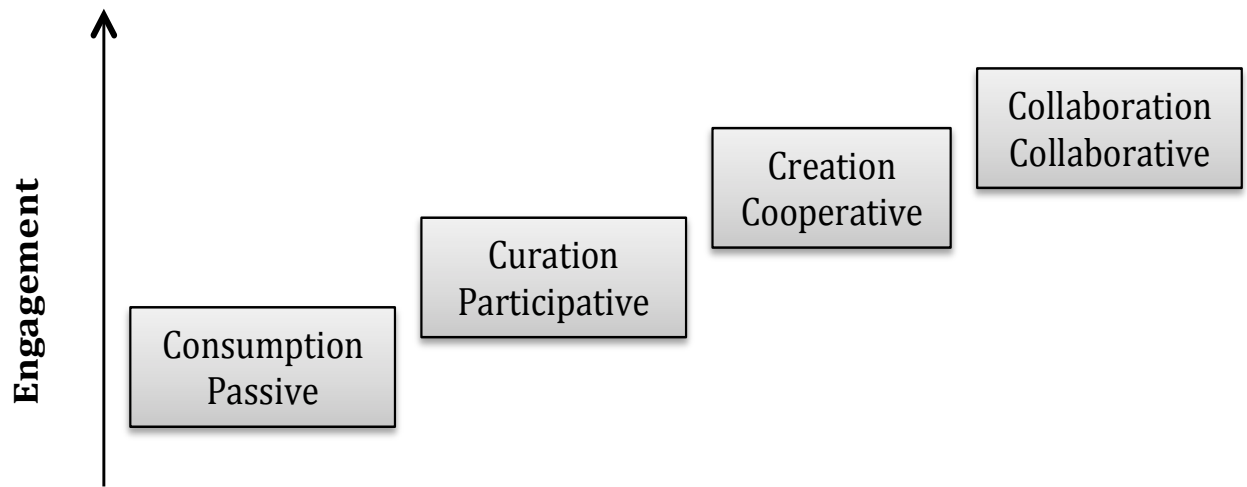 Engagement
Consumption
Passive
Curation
Participative
Creation
Cooperative
Collaboration
Collaborative